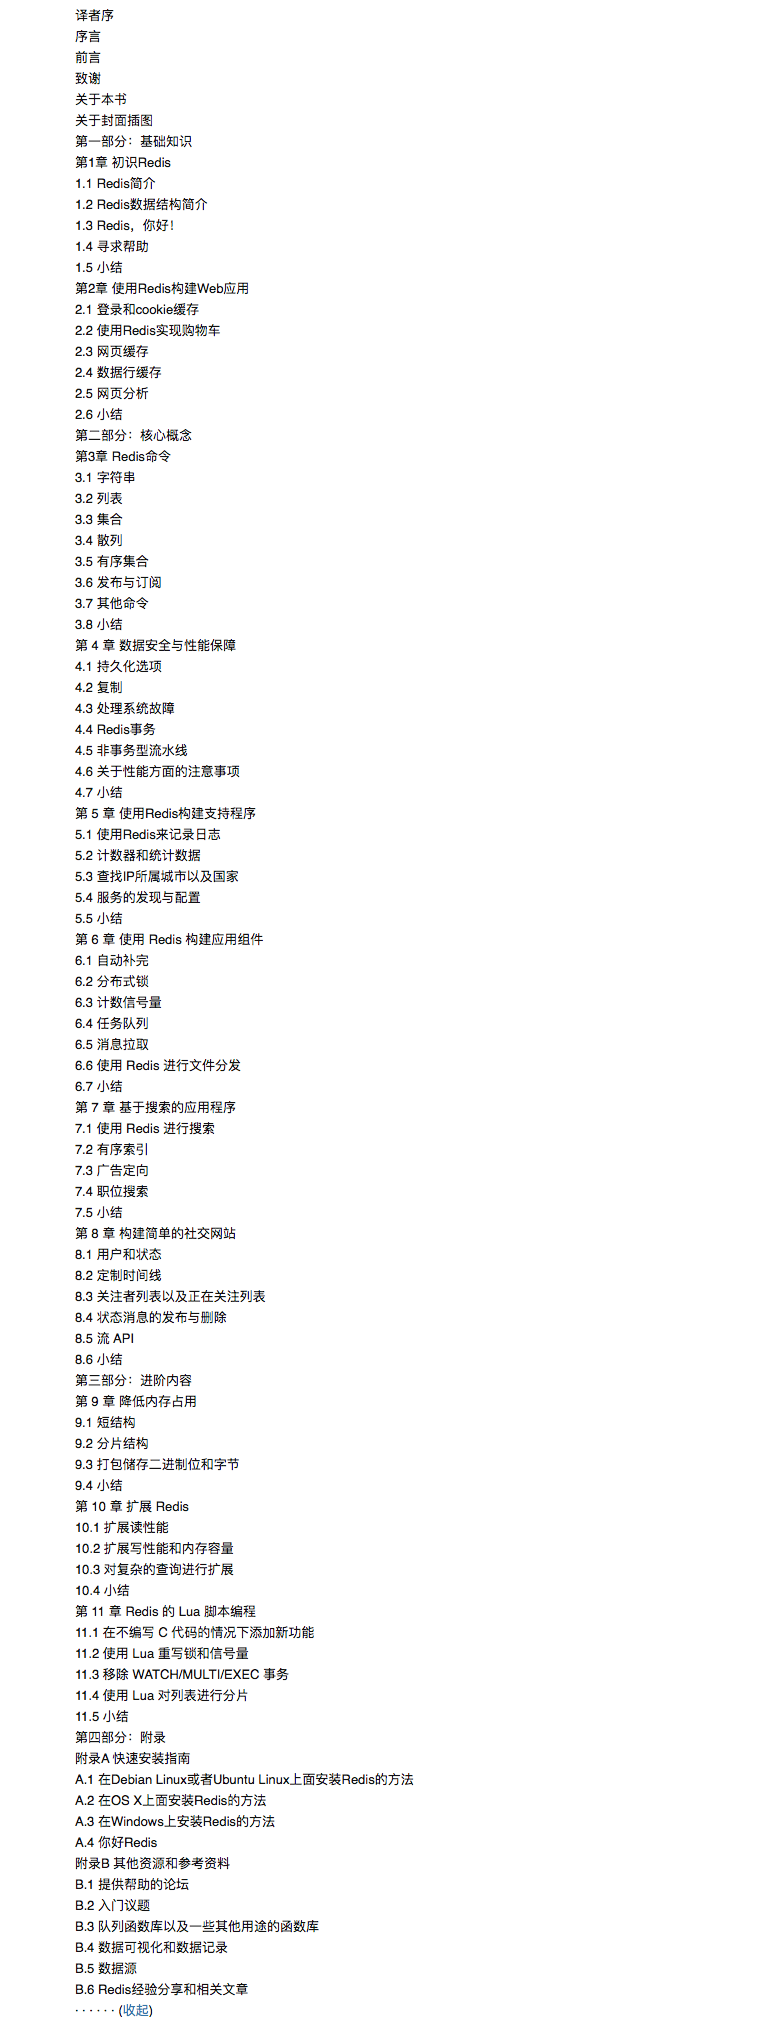 译者序
序言
前言
致谢
关于本书
关于封面插图
第一部分：基础知识
第1章 初识Redis
1.1 Redis简介
1.2 Redis数据结构简介
1.3 Redis，你好！
1.4 寻求帮助
1.5 小结
第2章 使用Redis构建Web应用
2.1 登录和cookie缓存
2.2 使用Redis实现购物车
2.3 网页缓存
2.4 数据行缓存
2.5 网页分析
2.6 小结
第二部分：核心概念
第3章 Redis命令
3.1 字符串
3.2 列表
3.3 集合
3.4 散列
3.5 有序集合
3.6 发布与订阅
3.7 其他命令
3.8 小结
第 4 章 数据安全与性能保障
4.1 持久化选项
4.2 复制
4.3 处理系统故障
4.4 Redis事务
4.5 非事务型流水线
4.6 关于性能方面的注意事项
4.7 小结
第 5 章 使用Redis构建支持程序
5.1 使用Redis来记录日志
5.2 计数器和统计数据
5.3 查找IP所属城市以及国家
5.4 服务的发现与配置
5.5 小结
第 6 章 使用 Redis 构建应用组件
6.1 自动补完
6.2 分布式锁
6.3 计数信号量
6.4 任务队列
6.5 消息拉取
6.6 使用 Redis 进行文件分发
6.7 小结
第 7 章 基于搜索的应用程序
7.1 使用 Redis 进行搜索
7.2 有序索引
7.3 广告定向
7.4 职位搜索
7.5 小结
第 8 章 构建简单的社交网站
8.1 用户和状态
8.2 定制时间线
8.3 关注者列表以及正在关注列表
8.4 状态消息的发布与删除
8.5 流 API
8.6 小结
第三部分：进阶内容
第 9 章 降低内存占用
9.1 短结构
9.2 分片结构
9.3 打包储存二进制位和字节
9.4 小结
第 10 章 扩展 Redis
10.1 扩展读性能
10.2 扩展写性能和内存容量
10.3 对复杂的查询进行扩展
10.4 小结
第 11 章 Redis 的 Lua 脚本编程
11.1 在不编写 C 代码的情况下添加新功能
11.2 使用 Lua 重写锁和信号量
11.3 移除 WATCH/MULTI/EXEC 事务
11.4 使用 Lua 对列表进行分片
11.5 小结
第四部分：附录
附录A 快速安装指南
A.1 在Debian Linux或者Ubuntu Linux上面安装Redis的方法
A.2 在OS X上面安装Redis的方法
A.3 在Windows上安装Redis的方法
A.4 你好Redis
附录B 其他资源和参考资料
B.1 提供帮助的论坛
B.2 入门议题
B.3 队列函数库以及一些其他用途的函数库
B.4 数据可视化和数据记录
B.5 数据源
B.6 Redis经验分享和相关文章
· · · · · · (收起)